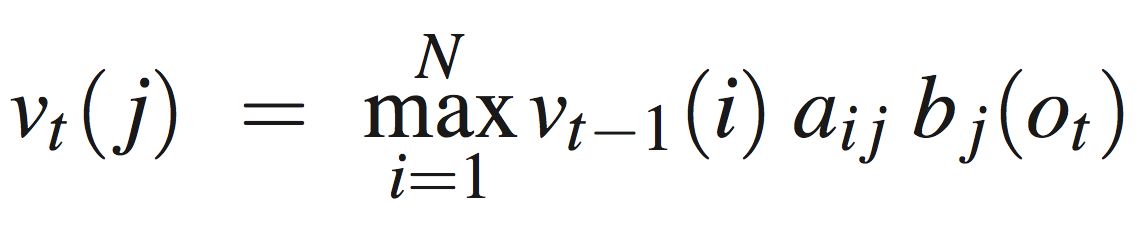 v_t(j) = \max_{i=1}^{N} v_{t-1}(i) a_{ij} b_j(o_t)